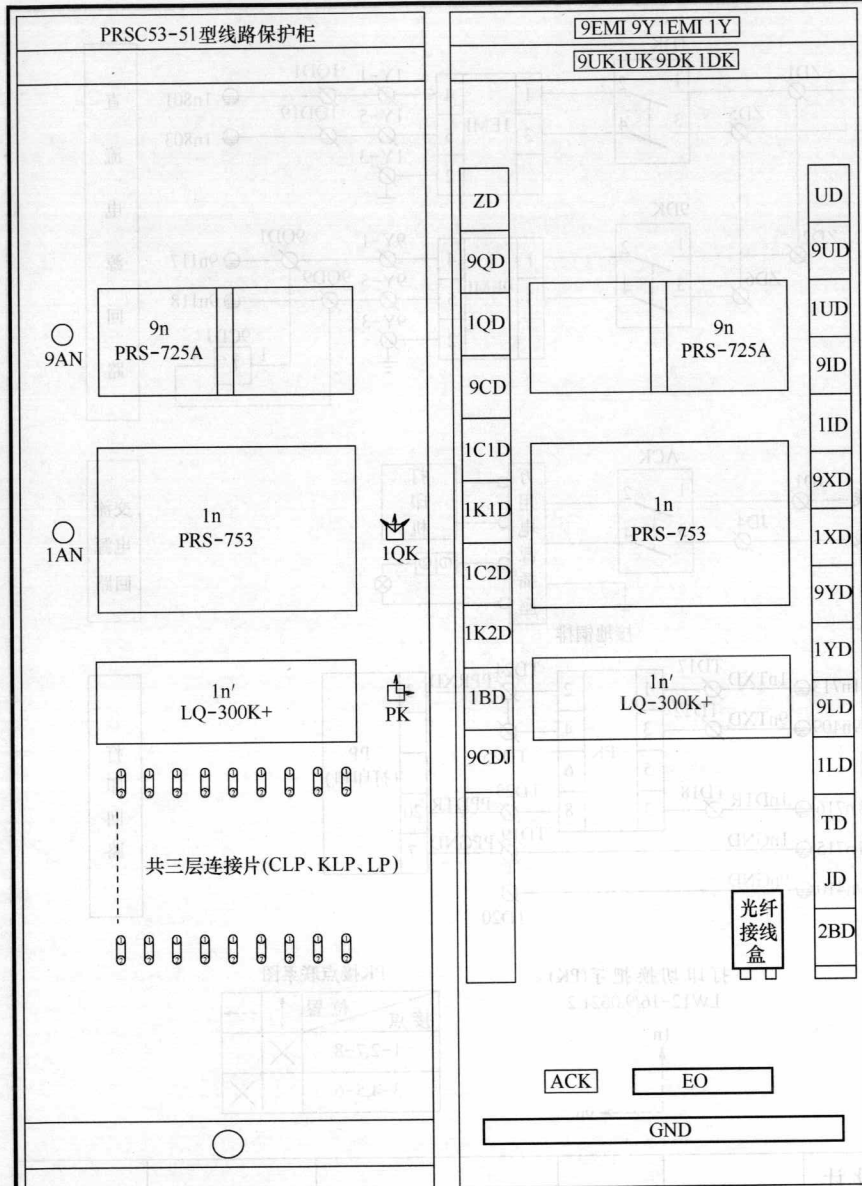 PRSC53-51型线路保护柜
9n
PRS-725A
9AN
1n
PRS-753
1AN
1QK
1n′
LQ-300K+
PK
共三层连接片(CLP、KLP、LP)
9EMI 9Y 1EMI 1Y
9UK 1UK 9DK 1DK
ZD
9QD
1QD
9CD
1C1D
1K1D
1C2D
1K2D
1BD
9CDJ
9n
PRS-725A
1n
PRS-753
1n′
LQ-300K+
UD
9UD
1UD
9ID
1ID
9XD
1XD
9YD
1YD
9LD
1LD
TD
JD
2BD
光纤
接线
盒
ACK
EO
GND